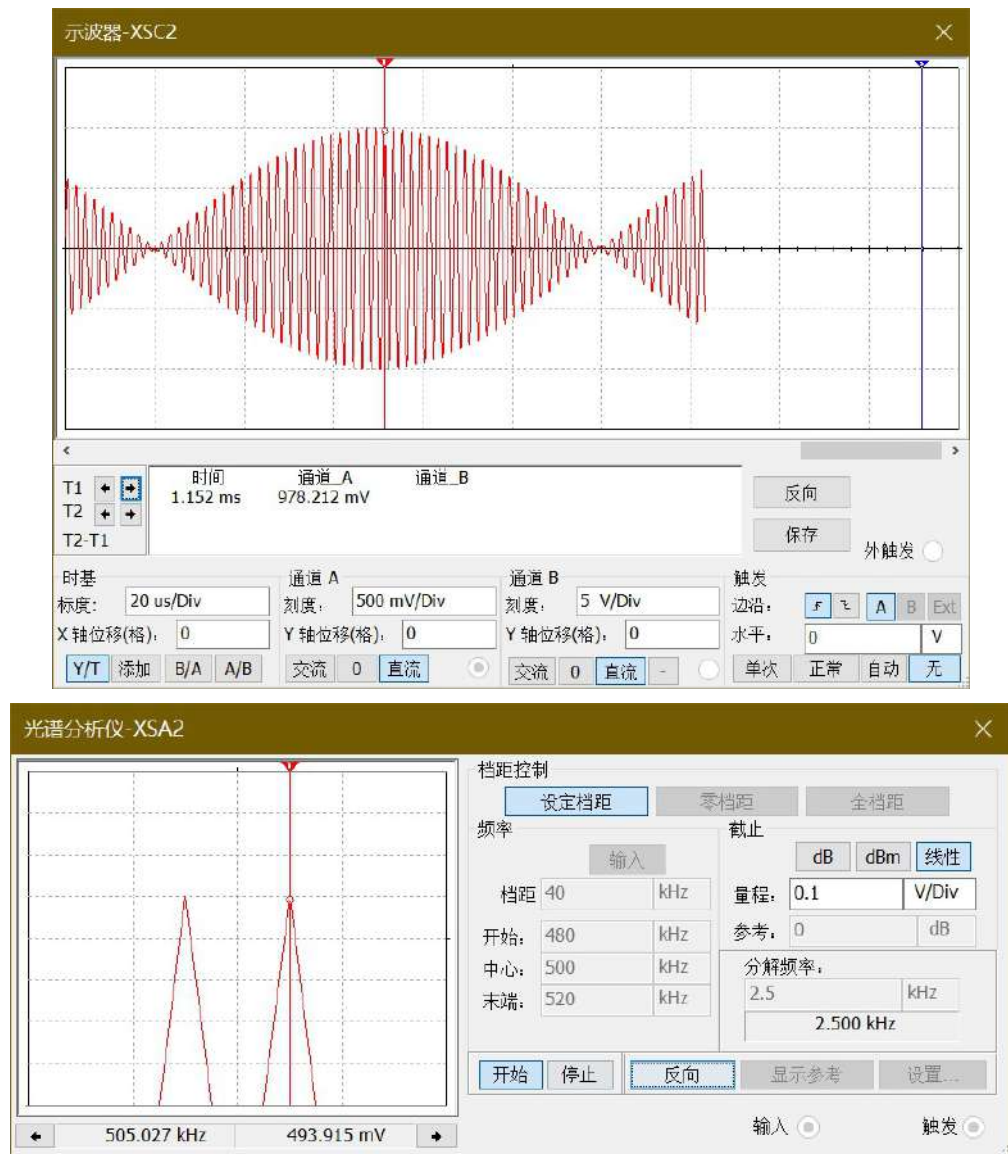 示波器-XSC2
时间 通道_A 通道_B
T1 1.152 ms 978.212 mV
T2
T2-T1
反向
保存
外触发
时基 通道 A 通道 B 触发
标度: 20 us/Div 刻度: 500 mV/Div 刻度: 5 V/Div 边沿: A B Ext
X 轴位移(格): 0 Y 轴位移(格): 0 Y 轴位移(格): 0 水平: 0 V
Y/T 添加 B/A A/B 交流 0 直流 交流 0 直流 - 单次 正常 自动 无
光谱分析仪-XSA2
档距控制
设定档距 零档距 全档距
频率 截止
输入 dB dBm 线性
档距 40 kHz 量程: 0.1 V/Div
开始: 480 kHz 参考: 0 dB
中心: 500 kHz 分解频率:
末端: 520 kHz 2.5 kHz
2.500 kHz
开始 停止 反向 显示参考 设置...
505.027 kHz 493.915 mV 输入 触发